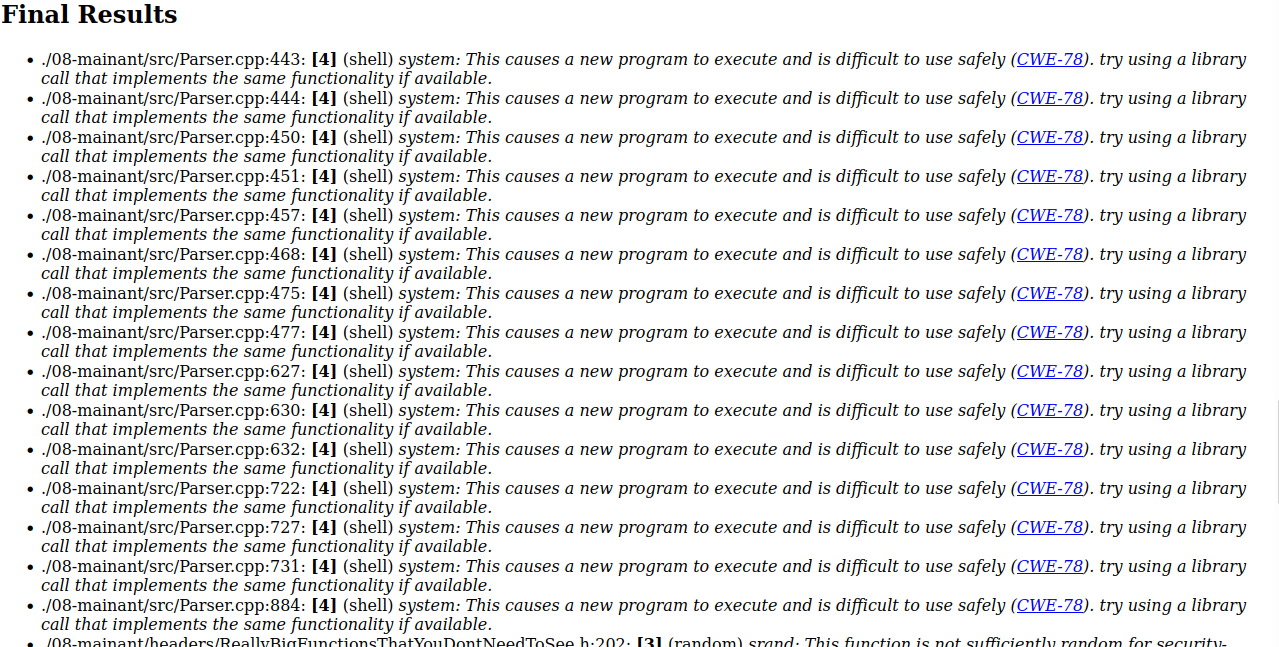 Final Results
• ./08-mainant/src/Parser.cpp:443: [4] (shell) system: This causes a new program to execute and is difficult to use safely (CWE-78). try using a library
call that implements the same functionality if available.
• ./08-mainant/src/Parser.cpp:444: [4] (shell) system: This causes a new program to execute and is difficult to use safely (CWE-78). try using a library
call that implements the same functionality if available.
• ./08-mainant/src/Parser.cpp:450: [4] (shell) system: This causes a new program to execute and is difficult to use safely (CWE-78). try using a library
call that implements the same functionality if available.
• ./08-mainant/src/Parser.cpp:451: [4] (shell) system: This causes a new program to execute and is difficult to use safely (CWE-78). try using a library
call that implements the same functionality if available.
• ./08-mainant/src/Parser.cpp:457: [4] (shell) system: This causes a new program to execute and is difficult to use safely (CWE-78). try using a library
call that implements the same functionality if available.
• ./08-mainant/src/Parser.cpp:468: [4] (shell) system: This causes a new program to execute and is difficult to use safely (CWE-78). try using a library
call that implements the same functionality if available.
• ./08-mainant/src/Parser.cpp:475: [4] (shell) system: This causes a new program to execute and is difficult to use safely (CWE-78). try using a library
call that implements the same functionality if available.
• ./08-mainant/src/Parser.cpp:477: [4] (shell) system: This causes a new program to execute and is difficult to use safely (CWE-78). try using a library
call that implements the same functionality if available.
• ./08-mainant/src/Parser.cpp:627: [4] (shell) system: This causes a new program to execute and is difficult to use safely (CWE-78). try using a library
call that implements the same functionality if available.
• ./08-mainant/src/Parser.cpp:630: [4] (shell) system: This causes a new program to execute and is difficult to use safely (CWE-78). try using a library
call that implements the same functionality if available.
• ./08-mainant/src/Parser.cpp:632: [4] (shell) system: This causes a new program to execute and is difficult to use safely (CWE-78). try using a library
call that implements the same functionality if available.
• ./08-mainant/src/Parser.cpp:722: [4] (shell) system: This causes a new program to execute and is difficult to use safely (CWE-78). try using a library
call that implements the same functionality if available.
• ./08-mainant/src/Parser.cpp:727: [4] (shell) system: This causes a new program to execute and is difficult to use safely (CWE-78). try using a library
call that implements the same functionality if available.
• ./08-mainant/src/Parser.cpp:731: [4] (shell) system: This causes a new program to execute and is difficult to use safely (CWE-78). try using a library
call that implements the same functionality if available.
• ./08-mainant/src/Parser.cpp:884: [4] (shell) system: This causes a new program to execute and is difficult to use safely (CWE-78). try using a library
call that implements the same functionality if available.
• ./08-mainant/headers/ReallyBigFunctionsThatYouDontNeedToSee.h:202: [3] (random) srand: This function is not sufficiently random for security-